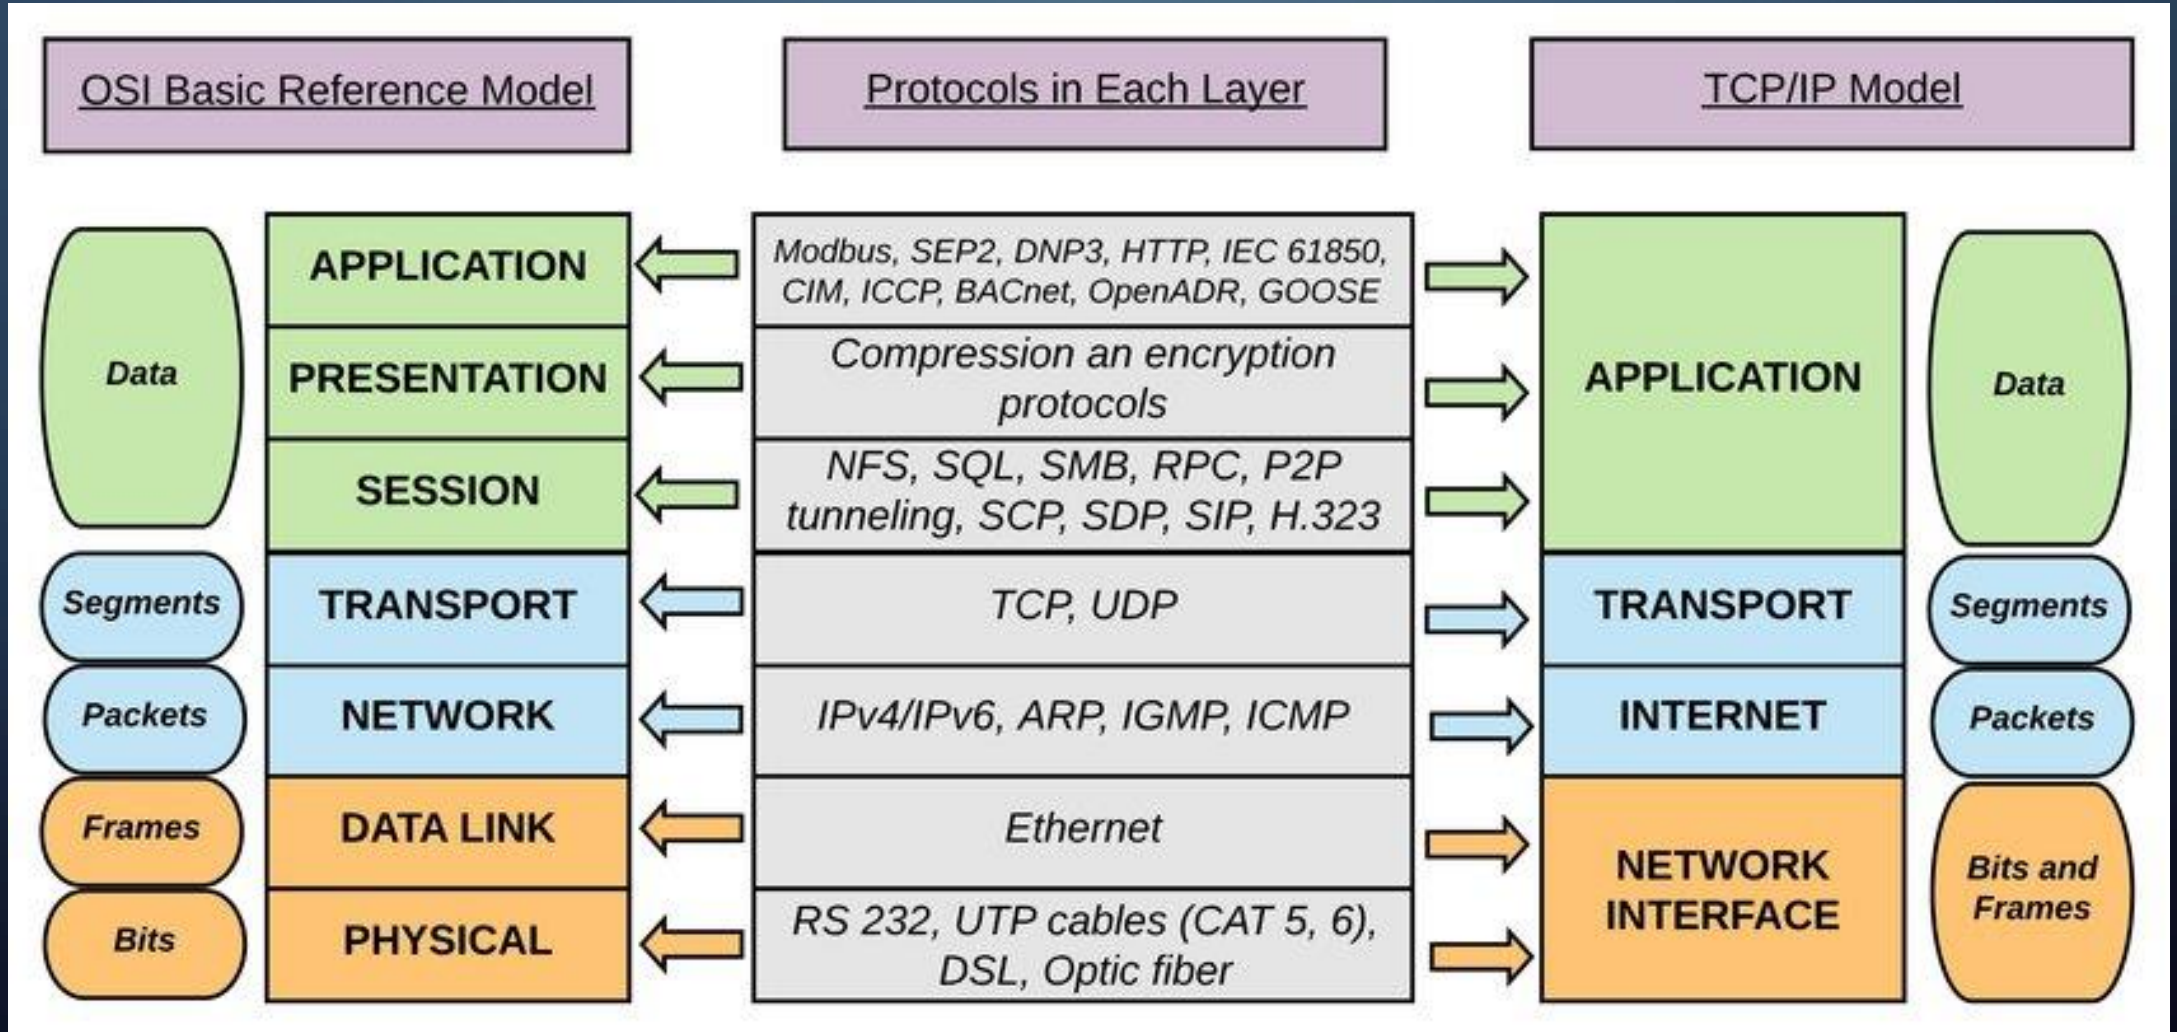 OSI Basic Reference Model
Protocols in Each Layer
TCP/IP Model
Data
APPLICATION
Modbus, SEP2, DNP3, HTTP, IEC 61850,
CIM, ICCP, BACnet, OpenADR, GOOSE
PRESENTATION
Compression an encryption
protocols
SESSION
NFS, SQL, SMB, RPC, P2P
tunneling, SCP, SDP, SIP, H.323
APPLICATION
Data
Segments
TRANSPORT
TCP, UDP
TRANSPORT
Segments
Packets
NETWORK
IPv4/IPv6, ARP, IGMP, ICMP
INTERNET
Packets
Frames
DATA LINK
Ethernet
Bits
PHYSICAL
RS 232, UTP cables (CAT 5, 6),
DSL, Optic fiber
NETWORK
INTERFACE
Bits and
Frames